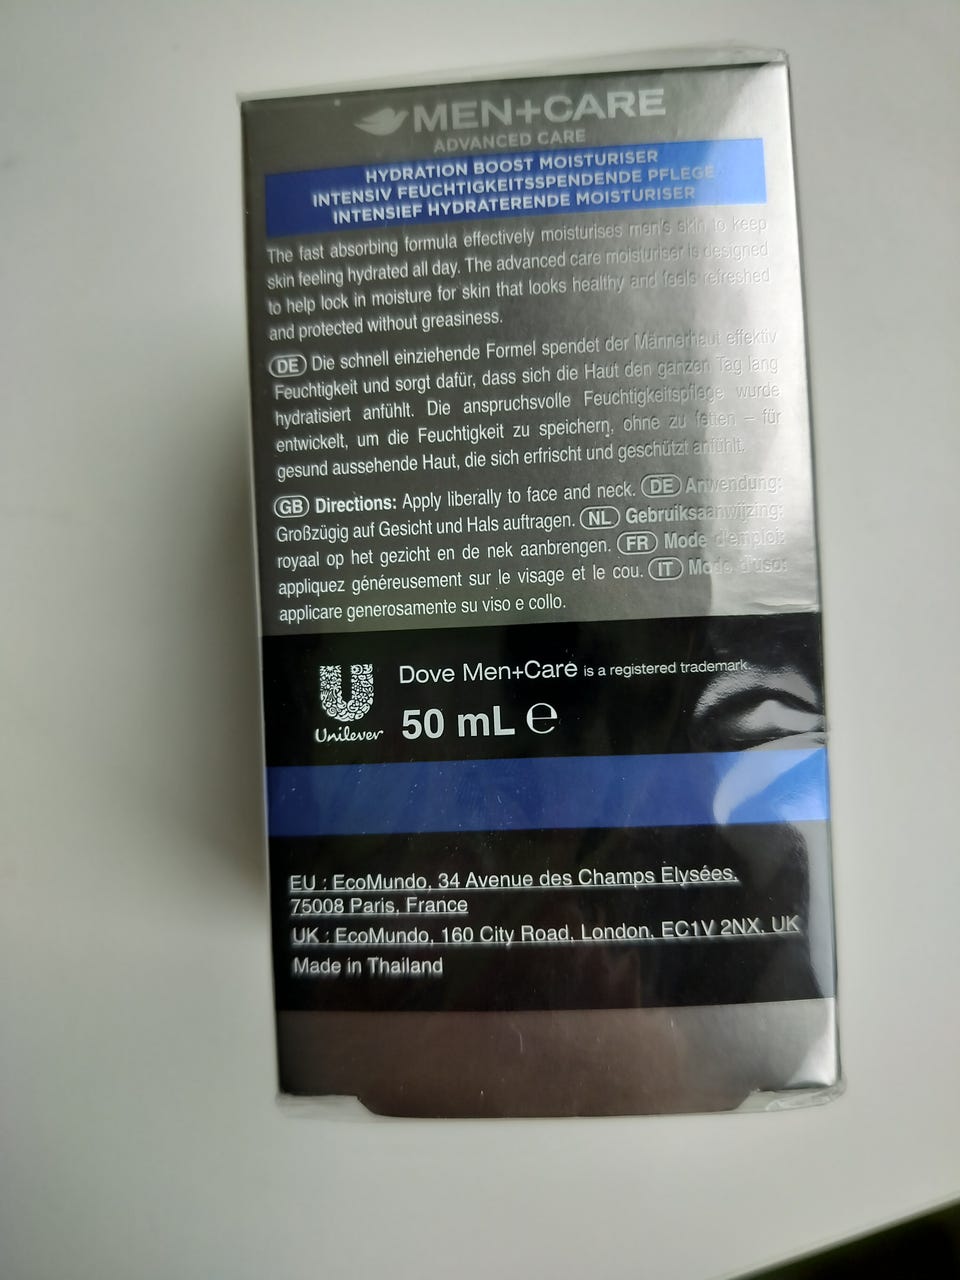 MEN+CARE
ADVANCED CARE
HYDRATION BOOST MOISTURISER
INTENSIV FEUCHTIGKEITSSPENDENDE PFLEGE
INTENSIEF HYDRATERENDE MOISTURISER
The fast absorbing formula effectively moisturises men's skin to keep
skin feeling hydrated all day. The advanced care moisturiser is designed
to help lock in moisture for skin that looks healthy and feels refreshed
and protected without greasiness.
DE Die schnell einziehende Formel spendet der Männerhaut effektiv
Feuchtigkeit und sorgt dafür, dass sich die Haut den ganzen Tag lang
hydratisiert anfühlt. Die anspruchsvolle Feuchtigkeitspflege wurde
entwickelt, um die Feuchtigkeit zu speichern, ohne zu fetten – für
gesund aussehende Haut, die sich erfrischt und geschützt anfühlt.
GB Directions: Apply liberally to face and neck. DE Anwendung:
Großzügig auf Gesicht und Hals auftragen. NL Gebruiksaanwijzing:
royaal op het gezicht en de nek aanbrengen. FR Mode d'emploi:
appliquez généreusement sur le visage et le cou. IT Modo d'uso:
applicare generosamente su viso e collo.
Dove Men+Care is a registered trademark.
Unilever 50 mL ℮
EU : EcoMundo, 34 Avenue des Champs Elysées,
75008 Paris, France
UK : EcoMundo, 160 City Road, London, EC1V 2NX, UK
Made in Thailand